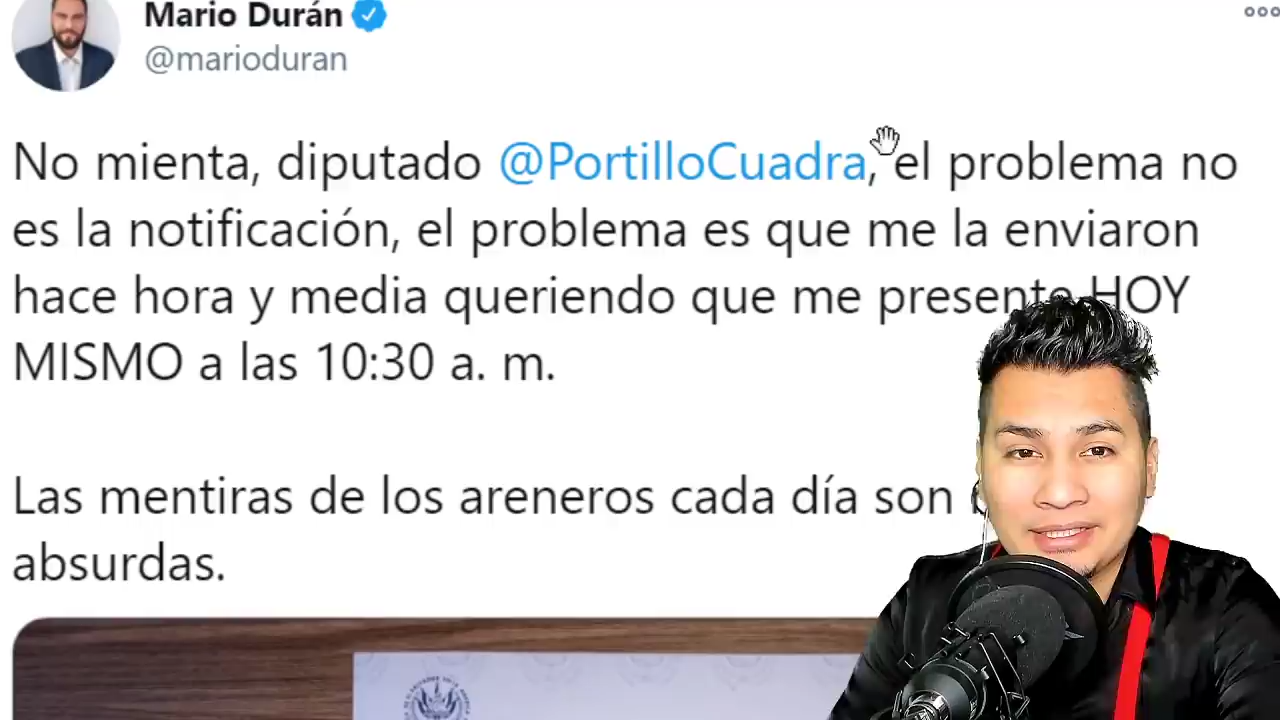 Mario Durán
@marioduran
No mienta, diputado @PortilloCuadra, el problema no
es la notificación, el problema es que me la enviaron
hace hora y media queriendo que me presente HOY
MISMO a las 10:30 a. m.
Las mentiras de los areneros cada día son
absurdas.